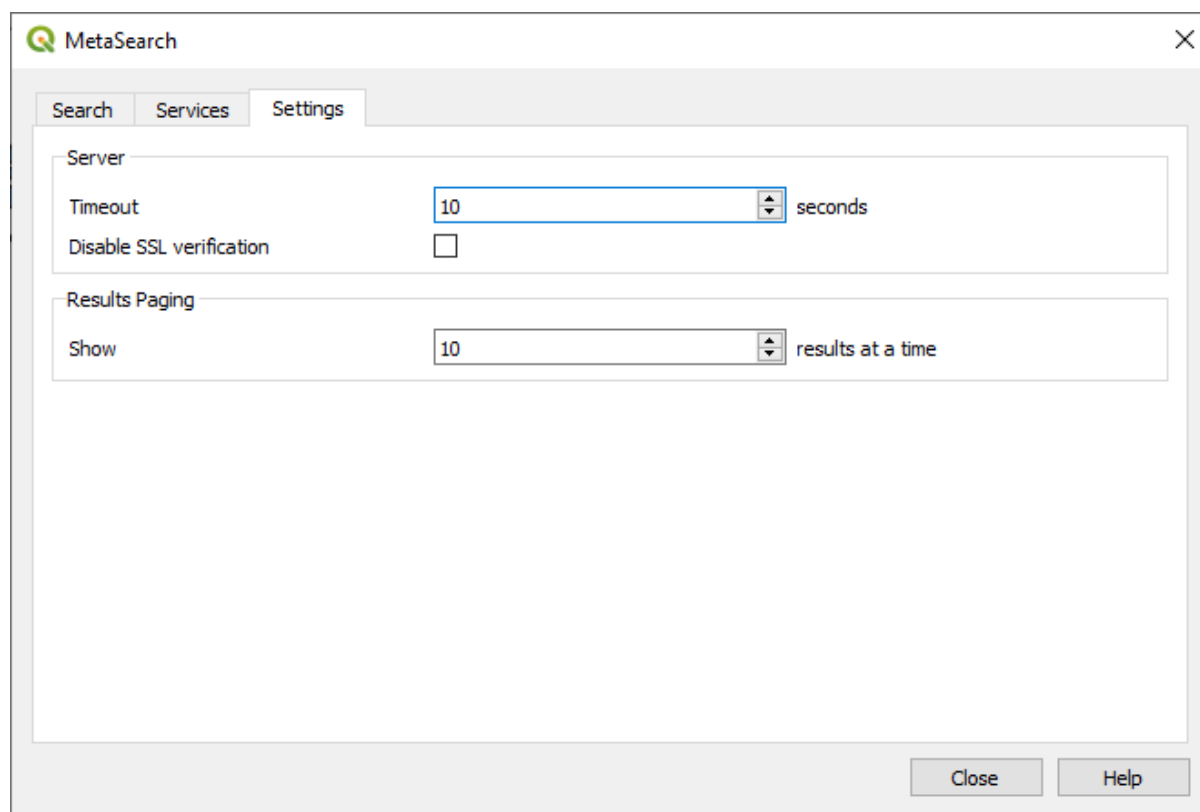 MetaSearch
Search Services Settings
Server
Timeout 10 seconds
Disable SSL verification
Results Paging
Show 10 results at a time
Close Help